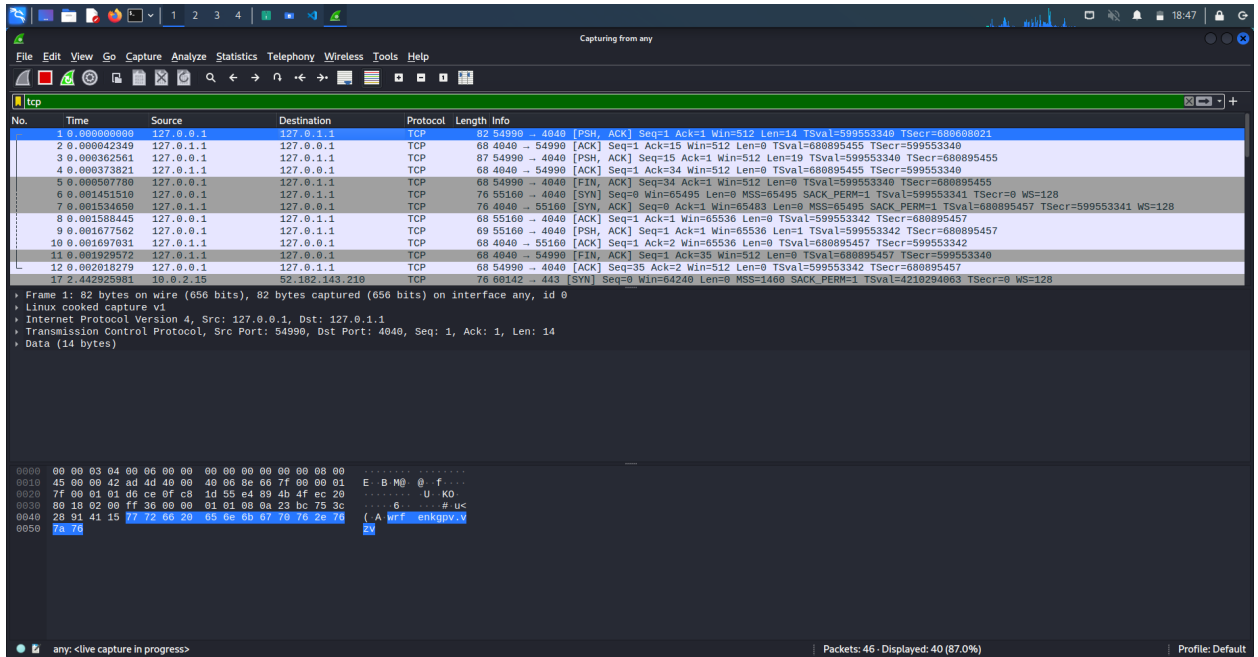 1 2 3 4 18:47
Capturing from any
File Edit View Go Capture Analyze Statistics Telephony Wireless Tools Help
tcp
No. Time Source Destination Protocol Length Info
1 0.000000000 127.0.0.1 127.0.1.1 TCP 82 54990 → 4040 [PSH, ACK] Seq=1 Ack=1 Win=512 Len=14 TSval=599553340 TSecr=680608021
2 0.000042349 127.0.1.1 127.0.0.1 TCP 68 4040 → 54990 [ACK] Seq=1 Ack=15 Win=512 Len=0 TSval=680895455 TSecr=599553340
3 0.000362561 127.0.0.1 127.0.1.1 TCP 87 54990 → 4040 [PSH, ACK] Seq=15 Ack=1 Win=512 Len=19 TSval=599553340 TSecr=680895455
4 0.000373821 127.0.1.1 127.0.0.1 TCP 68 4040 → 54990 [ACK] Seq=1 Ack=34 Win=512 Len=0 TSval=680895455 TSecr=599553340
5 0.000507780 127.0.0.1 127.0.1.1 TCP 68 54990 → 4040 [FIN, ACK] Seq=34 Ack=1 Win=512 Len=0 TSval=599553340 TSecr=680895455
6 0.001451510 127.0.0.1 127.0.1.1 TCP 76 55160 → 4040 [SYN] Seq=0 Win=65495 Len=0 MSS=65495 SACK_PERM=1 TSval=599553341 TSecr=0 WS=128
7 0.001534650 127.0.1.1 127.0.0.1 TCP 76 4040 → 55160 [SYN, ACK] Seq=0 Ack=1 Win=65483 Len=0 MSS=65495 SACK_PERM=1 TSval=680895457 TSecr=599553341 WS=128
8 0.001588445 127.0.0.1 127.0.1.1 TCP 68 55160 → 4040 [ACK] Seq=1 Ack=1 Win=65536 Len=0 TSval=599553342 TSecr=680895457
9 0.001677562 127.0.0.1 127.0.1.1 TCP 69 55160 → 4040 [PSH, ACK] Seq=1 Ack=1 Win=65536 Len=1 TSval=599553342 TSecr=680895457
10 0.001697031 127.0.1.1 127.0.0.1 TCP 68 4040 → 55160 [ACK] Seq=1 Ack=2 Win=65536 Len=0 TSval=680895457 TSecr=599553342
11 0.001929572 127.0.1.1 127.0.0.1 TCP 68 4040 → 54990 [FIN, ACK] Seq=1 Ack=35 Win=512 Len=0 TSval=680895457 TSecr=599553340
12 0.002018279 127.0.0.1 127.0.1.1 TCP 68 54990 → 4040 [ACK] Seq=35 Ack=2 Win=512 Len=0 TSval=599553342 TSecr=680895457
17 2.442925981 10.0.2.15 52.182.143.210 TCP 76 60142 → 443 [SYN] Seq=0 Win=64240 Len=0 MSS=1460 SACK_PERM=1 TSval=4210294063 TSecr=0 WS=128
Frame 1: 82 bytes on wire (656 bits), 82 bytes captured (656 bits) on interface any, id 0
Linux cooked capture v1
Internet Protocol Version 4, Src: 127.0.0.1, Dst: 127.0.1.1
Transmission Control Protocol, Src Port: 54990, Dst Port: 4040, Seq: 1, Ack: 1, Len: 14
Data (14 bytes)
0000 00 00 03 04 00 06 00 00 00 00 00 00 00 00 08 00 ········ ········
0010 45 00 00 42 ad 4d 40 00 40 06 8e 66 7f 00 00 01 E··B·M@· @··f····
0020 7f 00 01 01 d6 ce 0f c8 1d 55 e4 89 4b 4f ec 20 ········ ·U··KO·
0030 80 18 02 00 ff 36 00 00 01 01 08 0a 23 bc 75 3c ·····6·· ····#·u<
0040 28 91 41 15 77 72 66 20 65 6e 6b 67 70 76 2e 76 (·A·wrf enkgpv.v
0050 7a 76 zv
any: <live capture in progress> Packets: 46 · Displayed: 40 (87.0%) Profile: Default